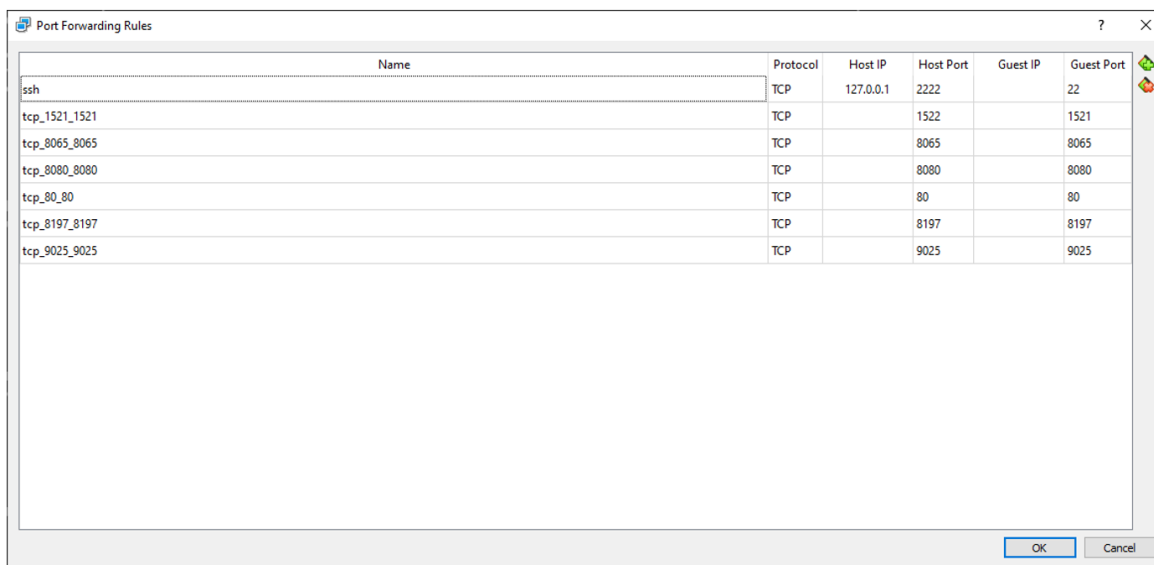 Port Forwarding Rules ?
Name Protocol Host IP Host Port Guest IP Guest Port
ssh TCP 127.0.0.1 2222 22
tcp_1521_1521 TCP 1522 1521
tcp_8065_8065 TCP 8065 8065
tcp_8080_8080 TCP 8080 8080
tcp_80_80 TCP 80 80
tcp_8197_8197 TCP 8197 8197
tcp_9025_9025 TCP 9025 9025
OK Cancel